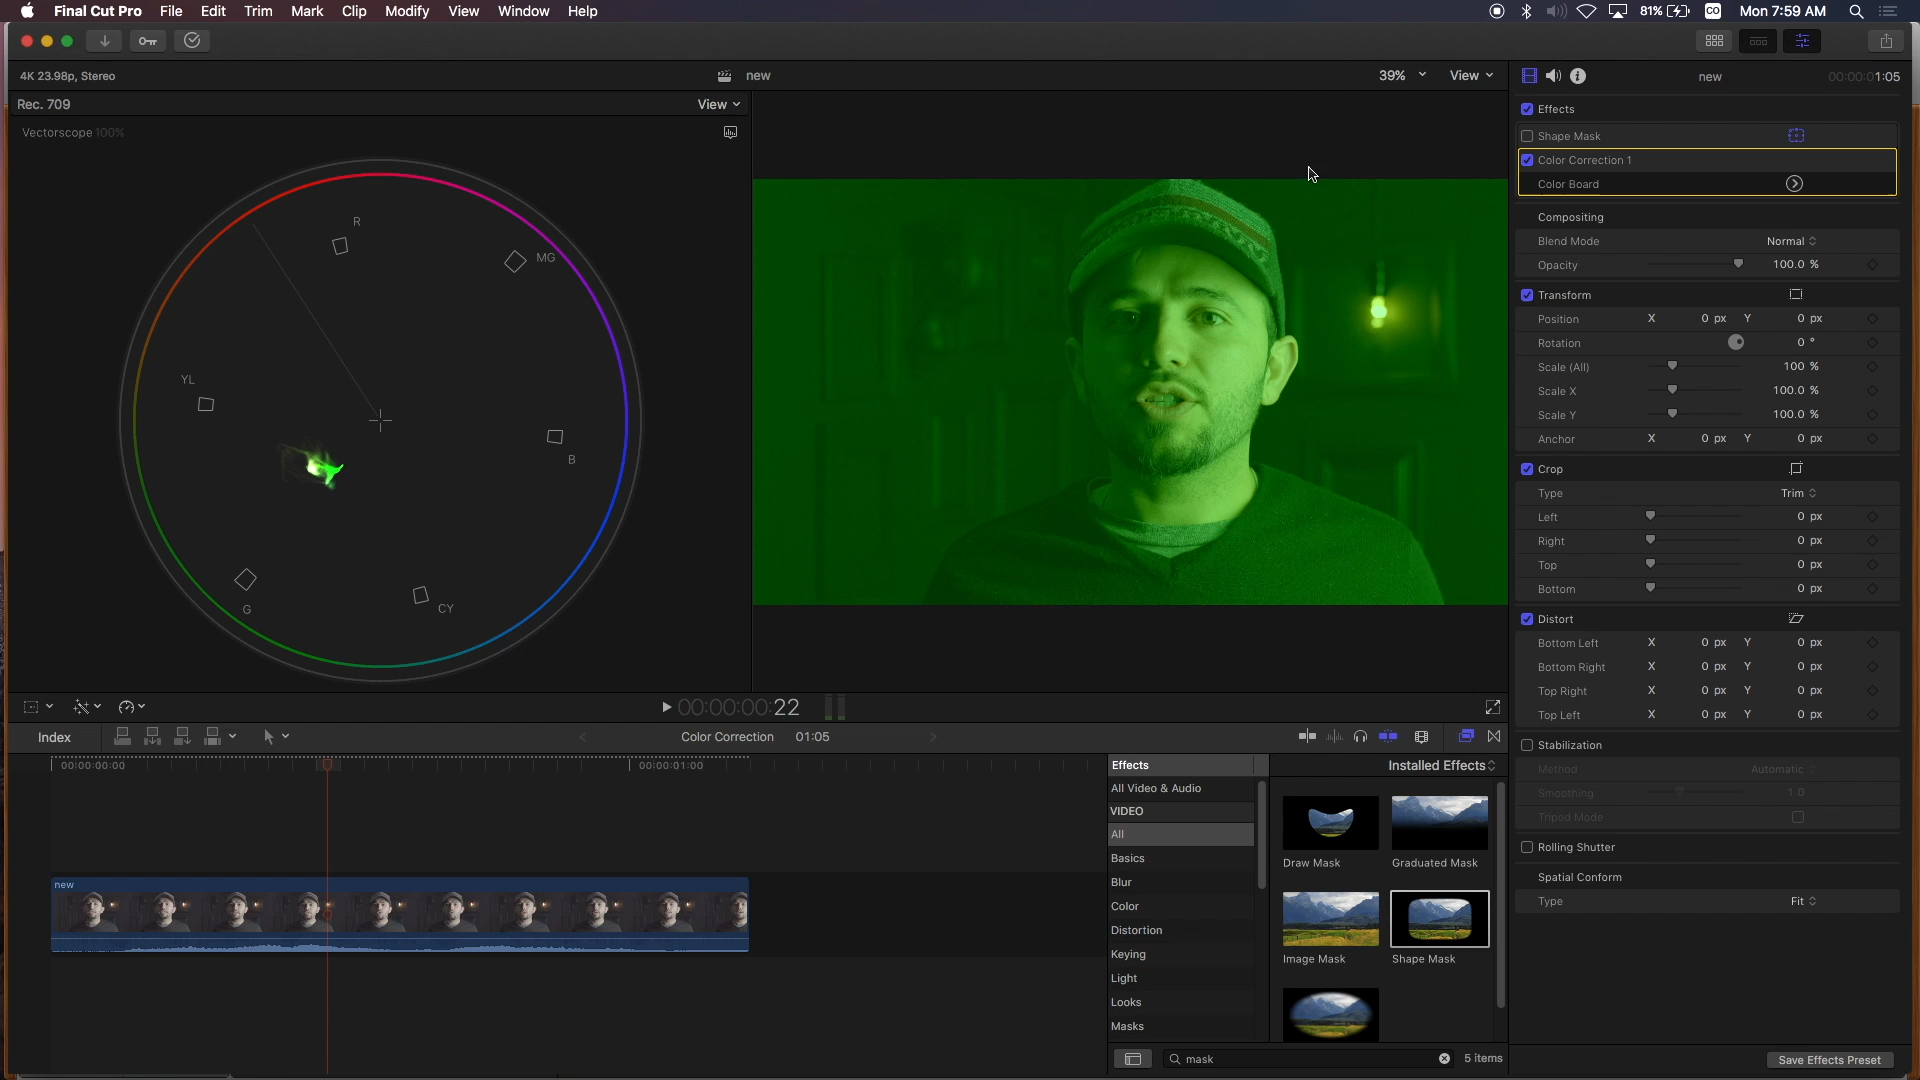 Final Cut Pro File Edit Trim Mark Clip Modify View Window Help
81% Mon 7:59 AM
4K 23.98p, Stereo
new
39% View
new
00:00:01:05
Rec. 709
View
Vectorscope 100%
R
MG
YL
B
G
CY
Effects
Shape Mask
Color Correction 1
Color Board
Compositing
Blend Mode Normal
Opacity 100.0 %
Transform
Position X 0 px Y 0 px
Rotation 0 °
Scale (All) 100 %
Scale X 100.0 %
Scale Y 100.0 %
Anchor X 0 px Y 0 px
Crop
Type Trim
Left 0 px
Right 0 px
Top 0 px
Bottom 0 px
Distort
Bottom Left X 0 px Y 0 px
Bottom Right X 0 px Y 0 px
Top Right X 0 px Y 0 px
Top Left X 0 px Y 0 px
Stabilization
Method Automatic
Smoothing 1.0
Tripod Mode
Rolling Shutter
Spatial Conform
Type Fit
Save Effects Preset
00:00:00:22
Index
Color Correction 01:05
00:00:00:00
00:00:01:00
new
Effects
Installed Effects
All Video & Audio
VIDEO
All
Basics
Blur
Color
Distortion
Keying
Light
Looks
Masks
Draw Mask
Graduated Mask
Image Mask
Shape Mask
mask
5 items